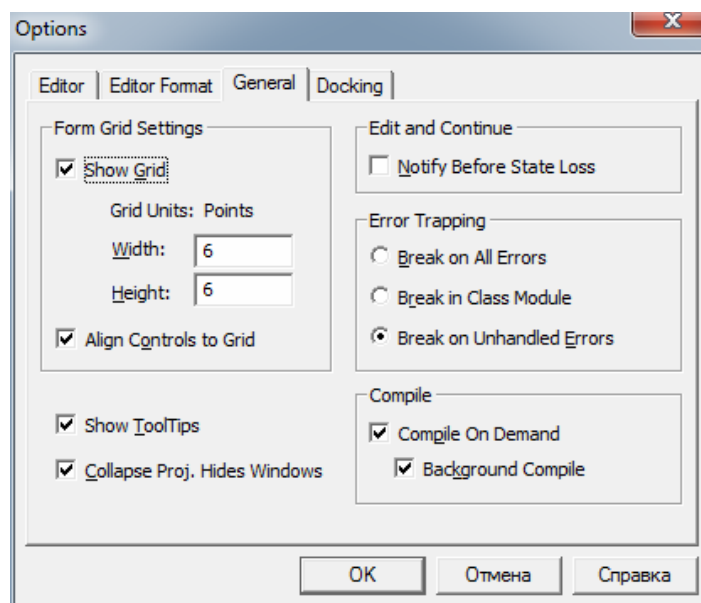 Options
Editor
Editor Format
General
Docking
Form Grid Settings
Show Grid
Grid Units: Points
Width: 6
Height: 6
Align Controls to Grid
Show ToolTips
Collapse Proj. Hides Windows
Edit and Continue
Notify Before State Loss
Error Trapping
Break on All Errors
Break in Class Module
Break on Unhandled Errors
Compile
Compile On Demand
Background Compile
OK
Отмена
Справка